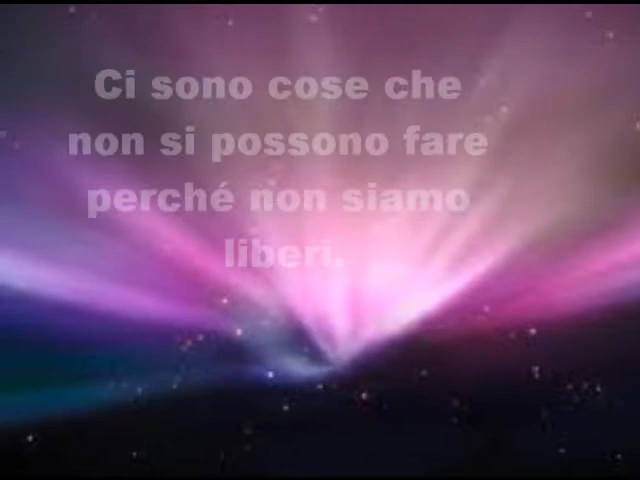 Ci sono cose che
non si possono fare
perché non siamo
liberi.